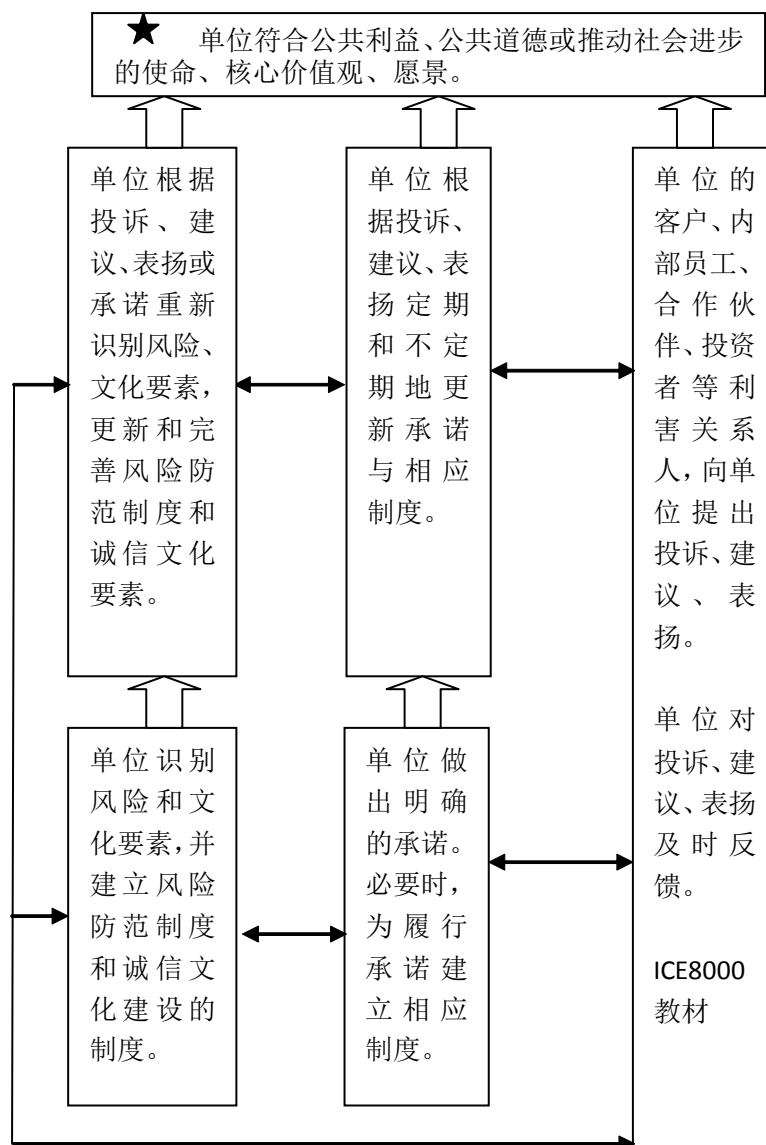 ★ 单位符合公共利益、公共道德或推动社会进步
的使命、核心价值观、愿景。
单位根据
投诉、建
议、表扬或
承诺重新
识别风险、
文化要素，
更新和完
善风险防
范制度和
诚信文化
要素。
单位根
据投诉、
建议、表
扬定期
和不定
期地更
新承诺
与相应
制度。
单位的
客户、内
部员工、
合作伙
伴、投资
者等利
害关系
人，向单
位提出
投诉、建
议、表
扬。
单位对
投诉、建
议、表扬
及时反
馈。
ICE8000
教材
单位识别
风险和文
化要素，并
建立风险
防范制度
和诚信文
化建设的
制度。
单位做
出明确
的承诺。
必要时，
为履行
承诺建
立相应
制度。